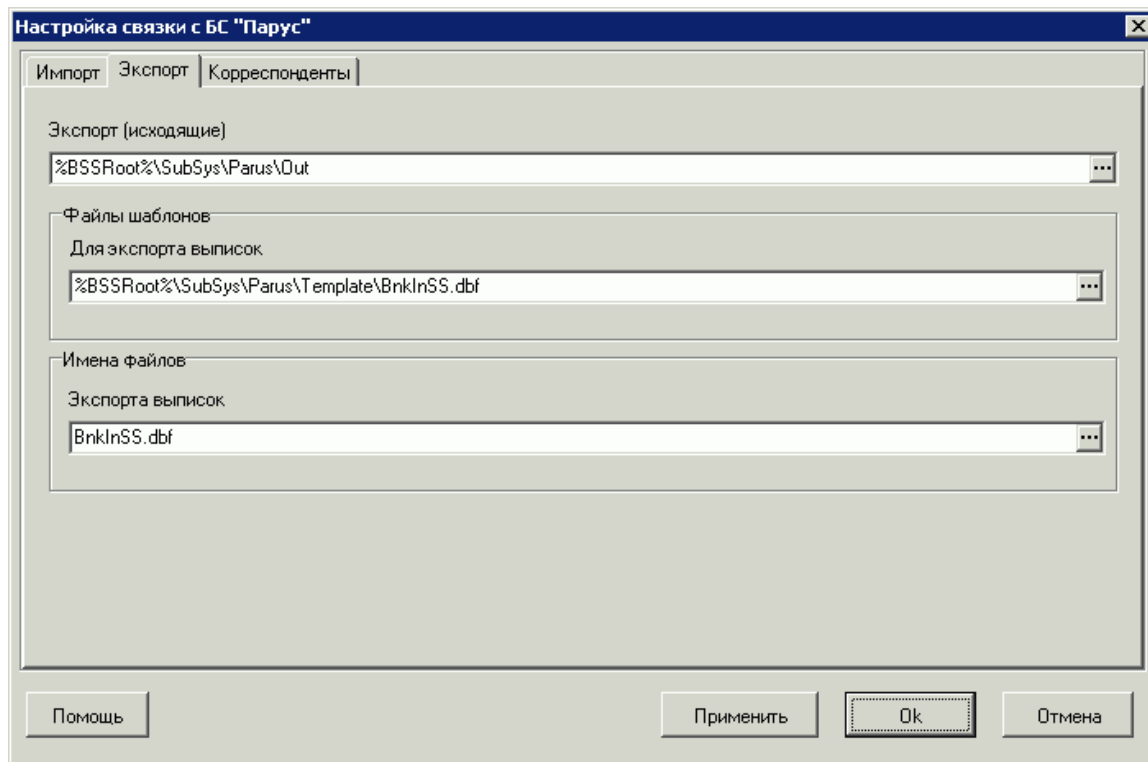 Настройка связки с БС "Парус"
Импорт Экспорт Корреспонденты
Экспорт (исходящие)
%BSSRoot%\SubSys\Parus\Out
...
Файлы шаблонов
Для экспорта выписок
%BSSRoot%\SubSys\Parus\Template\BnkInSS.dbf
...
Имена файлов
Экспорта выписок
BnkInSS.dbf
...
Помощь Применить Ok Отмена